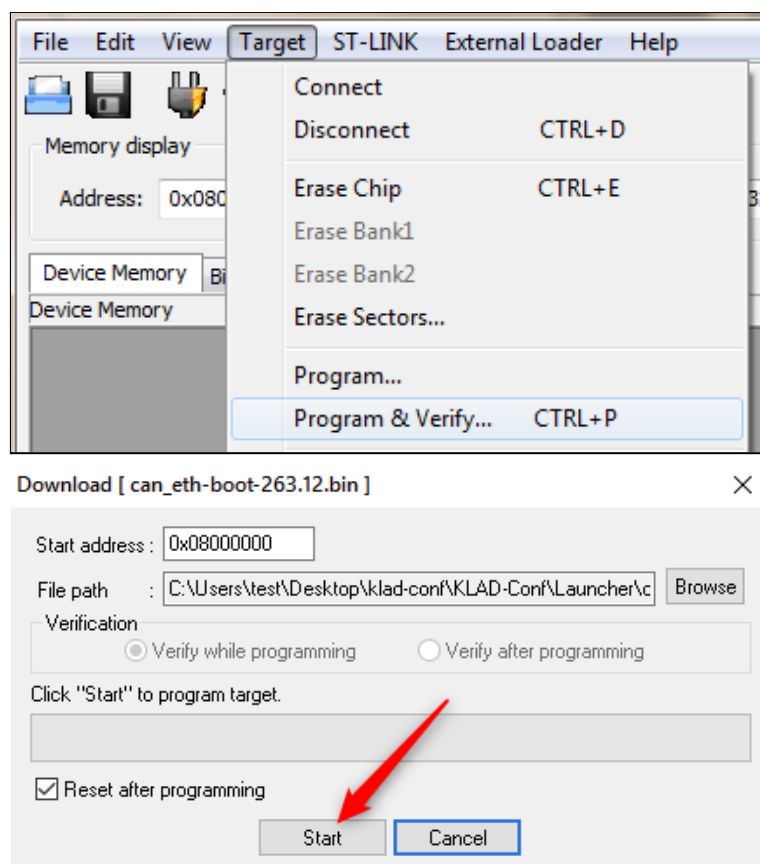 File Edit View Target ST-LINK External Loader Help
Connect
Disconnect CTRL+D
Memory display
Erase Chip CTRL+E
Address: 0x080
Erase Bank1
Erase Bank2
Device Memory Bi
Device Memory
Erase Sectors...
Program...
Program & Verify... CTRL+P
Download [ can_eth-boot-263.12.bin ]
Start address : 0x08000000
File path : C:\Users\test\Desktop\klad-conf\KLAD-Conf\Launcher\c Browse
Verification
Verify while programming Verify after programming
Click "Start" to program target.
Reset after programming
Start Cancel